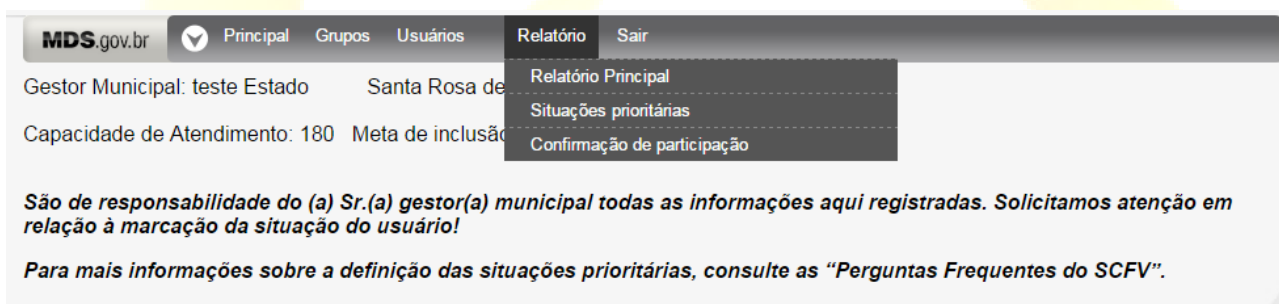 MDS.gov.br Principal Grupos Usuários Relatório Sair
Relatório Principal
Situações prioritárias
Confirmação de participação
Gestor Municipal: teste Estado Santa Rosa de
Capacidade de Atendimento: 180 Meta de inclusão
São de responsabilidade do (a) Sr.(a) gestor(a) municipal todas as informações aqui registradas. Solicitamos atenção em
relação à marcação da situação do usuário!
Para mais informações sobre a definição das situações prioritárias, consulte as “Perguntas Frequentes do SCFV”.